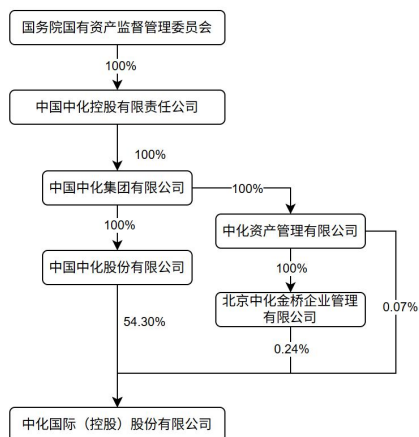 国务院国有资产监督管理委员会
100%
中国中化控股有限责任公司
100%
中国中化集团有限公司
100%
100%
中化资产管理有限公司
中国中化股份有限公司
100%
北京中化金桥企业管理
有限公司
0.07%
54.30%
0.24%
中化国际（控股）股份有限公司